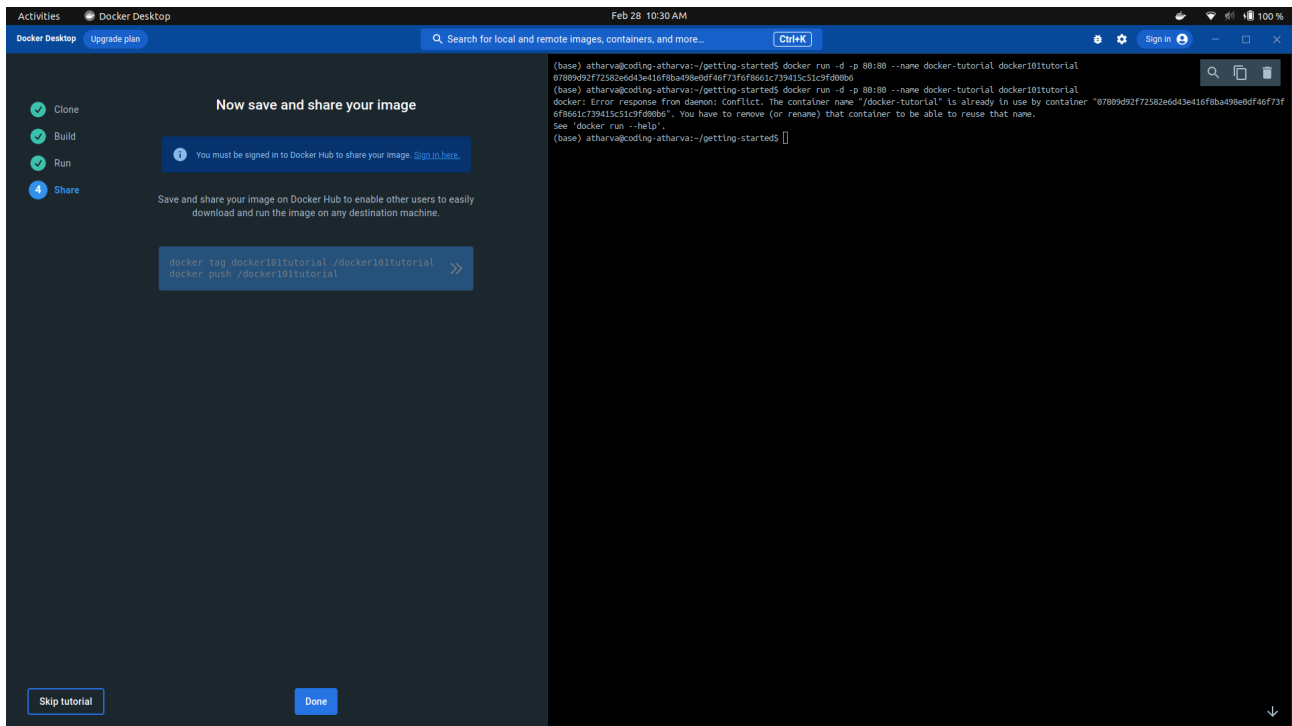 Activities Docker Desktop Feb 28 10:30 AM 100 %
Docker Desktop Upgrade plan Search for local and remote images, containers, and more... Ctrl+K Sign in
Clone
Build
Run
4 Share
Now save and share your image
You must be signed in to Docker Hub to share your image. Sign in here.
Save and share your image on Docker Hub to enable other users to easily
download and run the image on any destination machine.
docker tag docker101tutorial /docker101tutorial
docker push /docker101tutorial
Skip tutorial
Done
(base) atharva@coding-atharva:~/getting-started$ docker run -d -p 80:80 --name docker-tutorial docker101tutorial
07809d92f72582e6d43e416f8ba498e0df46f73f6f8661c739415c51c9fd00b6
(base) atharva@coding-atharva:~/getting-started$ docker run -d -p 80:80 --name docker-tutorial docker101tutorial
docker: Error response from daemon: Conflict. The container name "/docker-tutorial" is already in use by container "07809d92f72582e6d43e416f8ba498e0df46f73f
6f8661c739415c51c9fd00b6". You have to remove (or rename) that container to be able to reuse that name.
See 'docker run --help'.
(base) atharva@coding-atharva:~/getting-started$